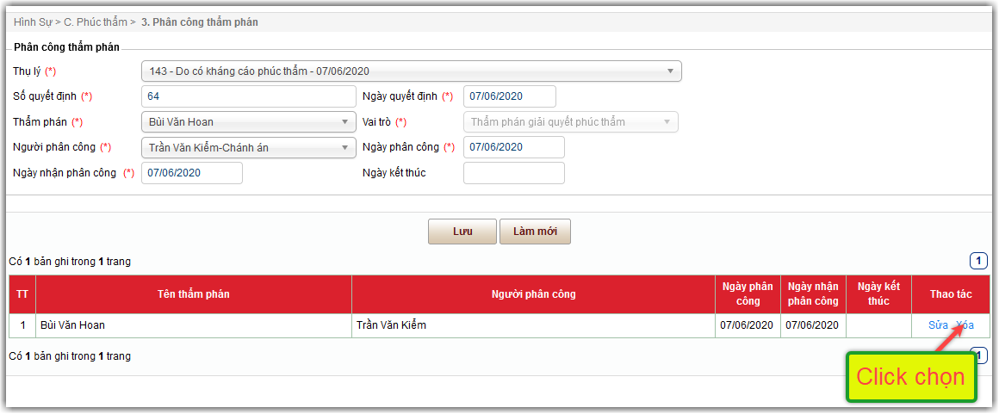 Hình Sự > C. Phúc thẩm > 3. Phân công thẩm phán
Phân công thẩm phán
Thụ lý (*) 143 - Do có kháng cáo phúc thẩm - 07/06/2020
Số quyết định (*) 64 Ngày quyết định (*) 07/06/2020
Thẩm phán (*) Bùi Văn Hoan Vai trò (*) Thẩm phán giải quyết phúc thẩm
Người phân công (*) Trần Văn Kiểm-Chánh án Ngày phân công (*) 07/06/2020
Ngày nhận phân công (*) 07/06/2020 Ngày kết thúc
Lưu Làm mới
Có 1 bản ghi trong 1 trang 1
TT Tên thẩm phán Người phân công Ngày phân công Ngày nhận phân công Ngày kết thúc Thao tác
1 Bùi Văn Hoan Trần Văn Kiểm 07/06/2020 07/06/2020 Sửa Xóa
Có 1 bản ghi trong 1 trang 1
Click chọn